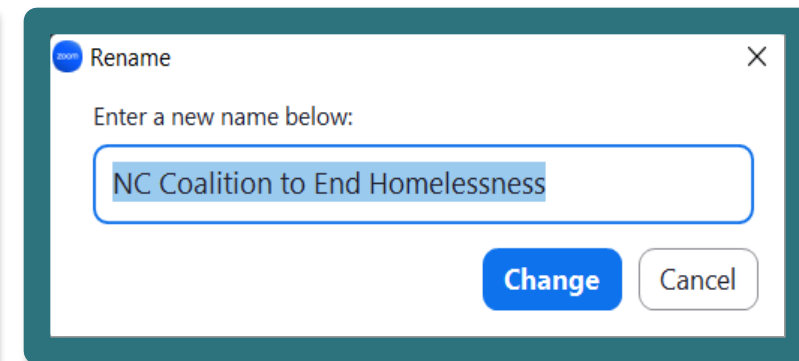 zoom
Rename
Enter a new name below:
NC Coalition to End Homelessness
Change Cancel